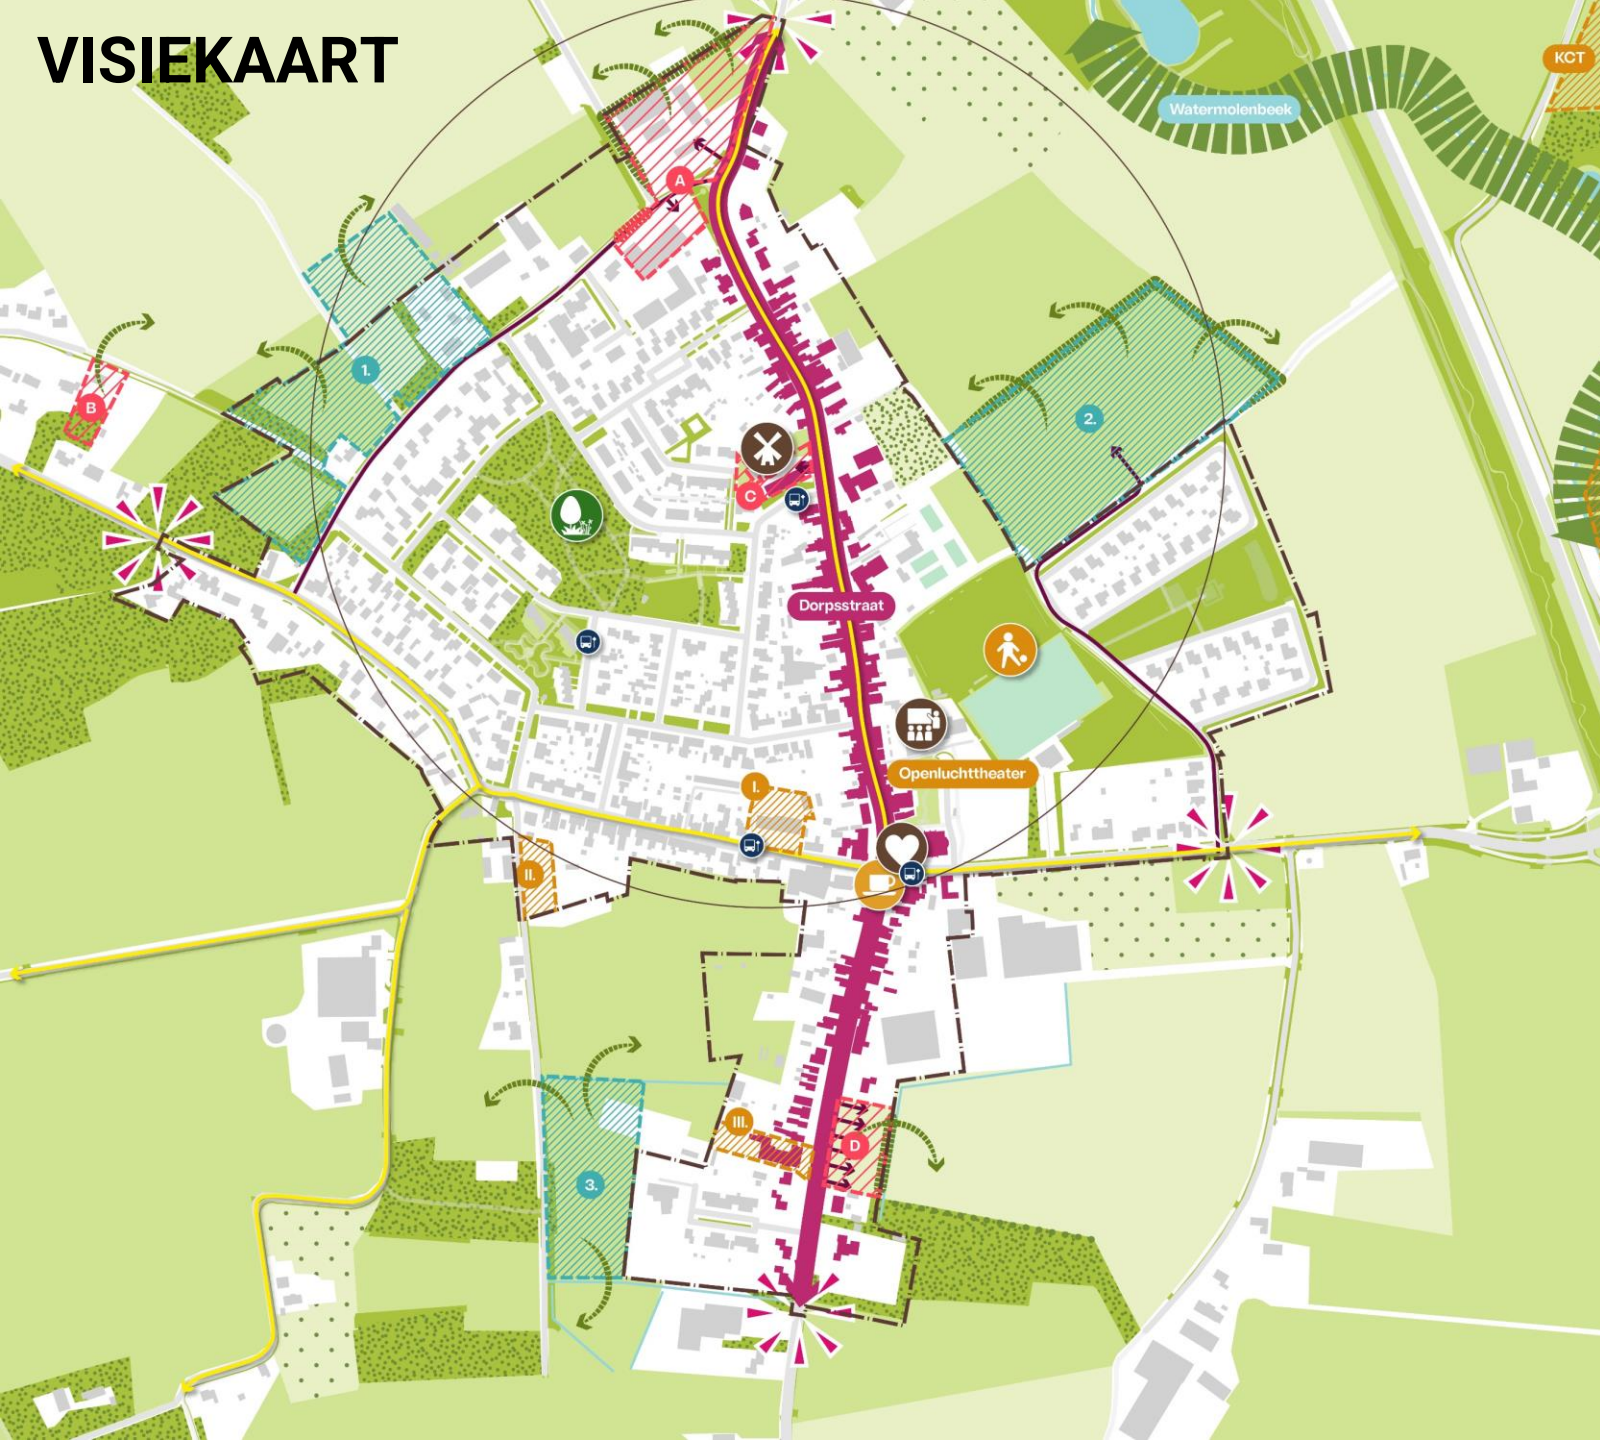 VISIEKAART
KCT
Watermolenbeek
A
1.
B
2.
C
Dorpsstraat
Openluchttheater
I.
II.
III.
D
3.